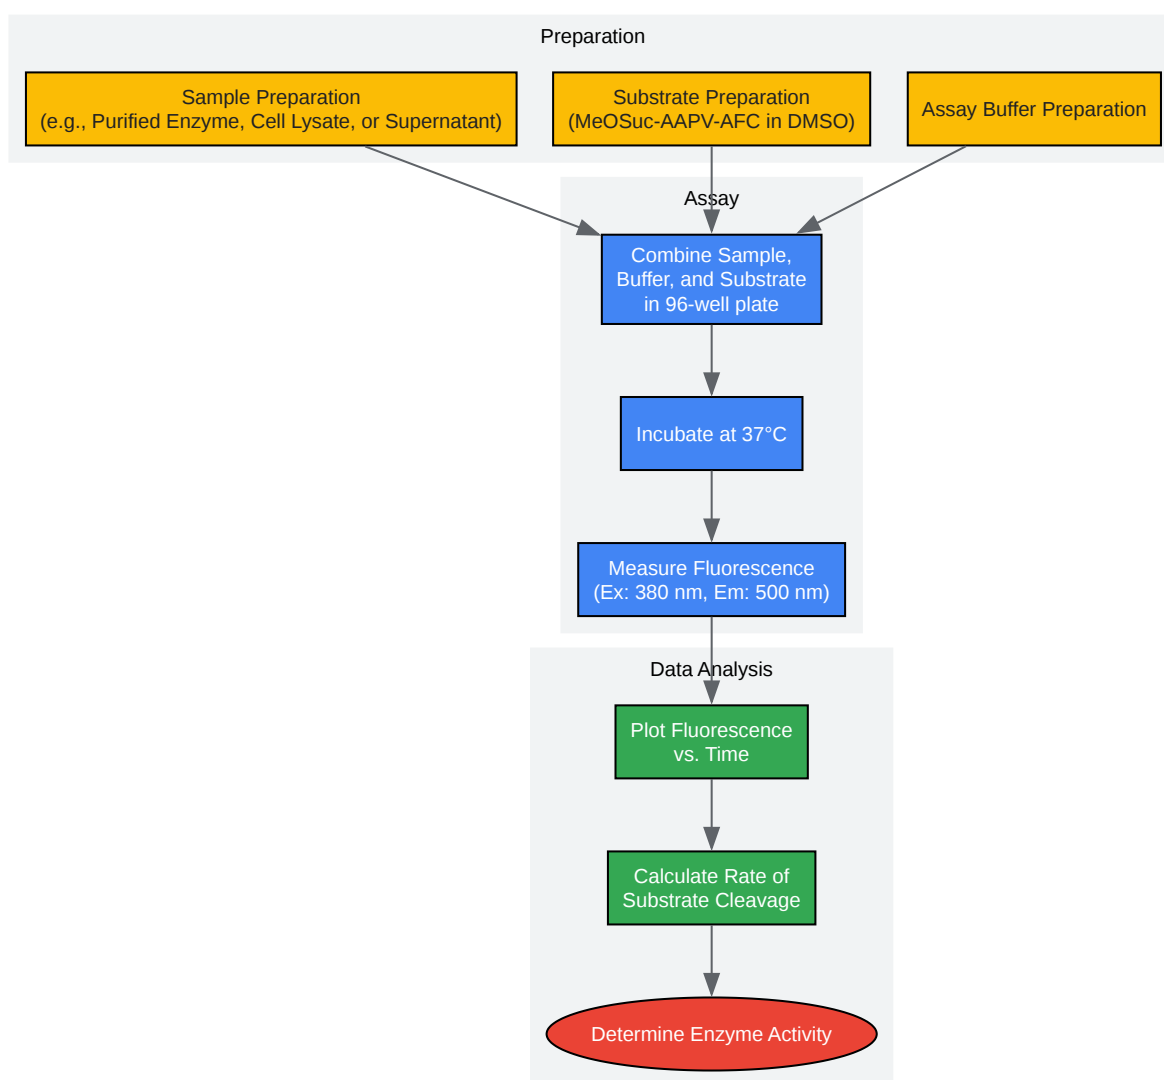 Preparation
Sample Preparation
(e.g., Purified Enzyme, Cell Lysate, or Supernatant)
Substrate Preparation
(MeOSuc-AAPV-AFC in DMSO)
Assay Buffer Preparation
Assay
Combine Sample,
Buffer, and Substrate
in 96-well plate
Incubate at 37°C
Measure Fluorescence
(Ex: 380 nm, Em: 500 nm)
Data Analysis
Plot Fluorescence
vs. Time
Calculate Rate of
Substrate Cleavage
Determine Enzyme Activity